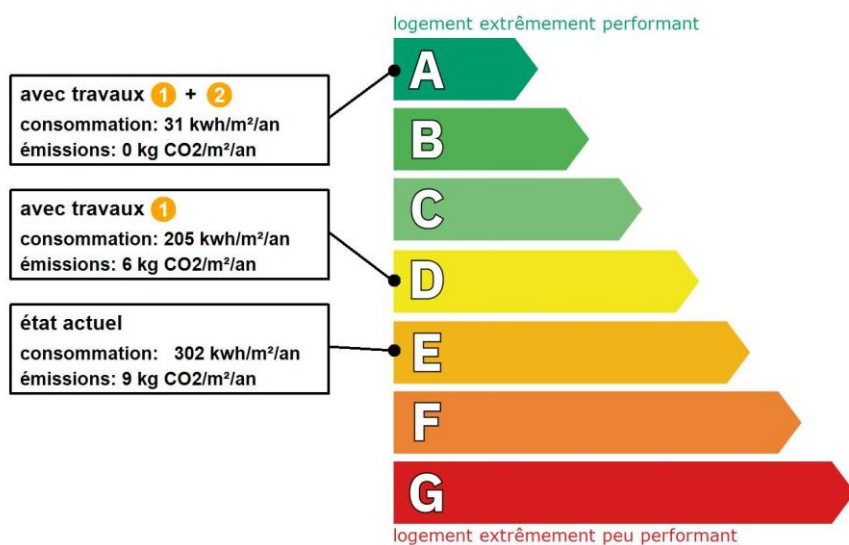 logement extrêmement performant
A
avec travaux 1 + 2
consommation: 31 kwh/m²/an
émissions: 0 kg CO2/m²/an
B
C
avec travaux 1
consommation: 205 kwh/m²/an
émissions: 6 kg CO2/m²/an
D
état actuel
consommation: 302 kwh/m²/an
émissions: 9 kg CO2/m²/an
E
F
G
logement extrêmement peu performant